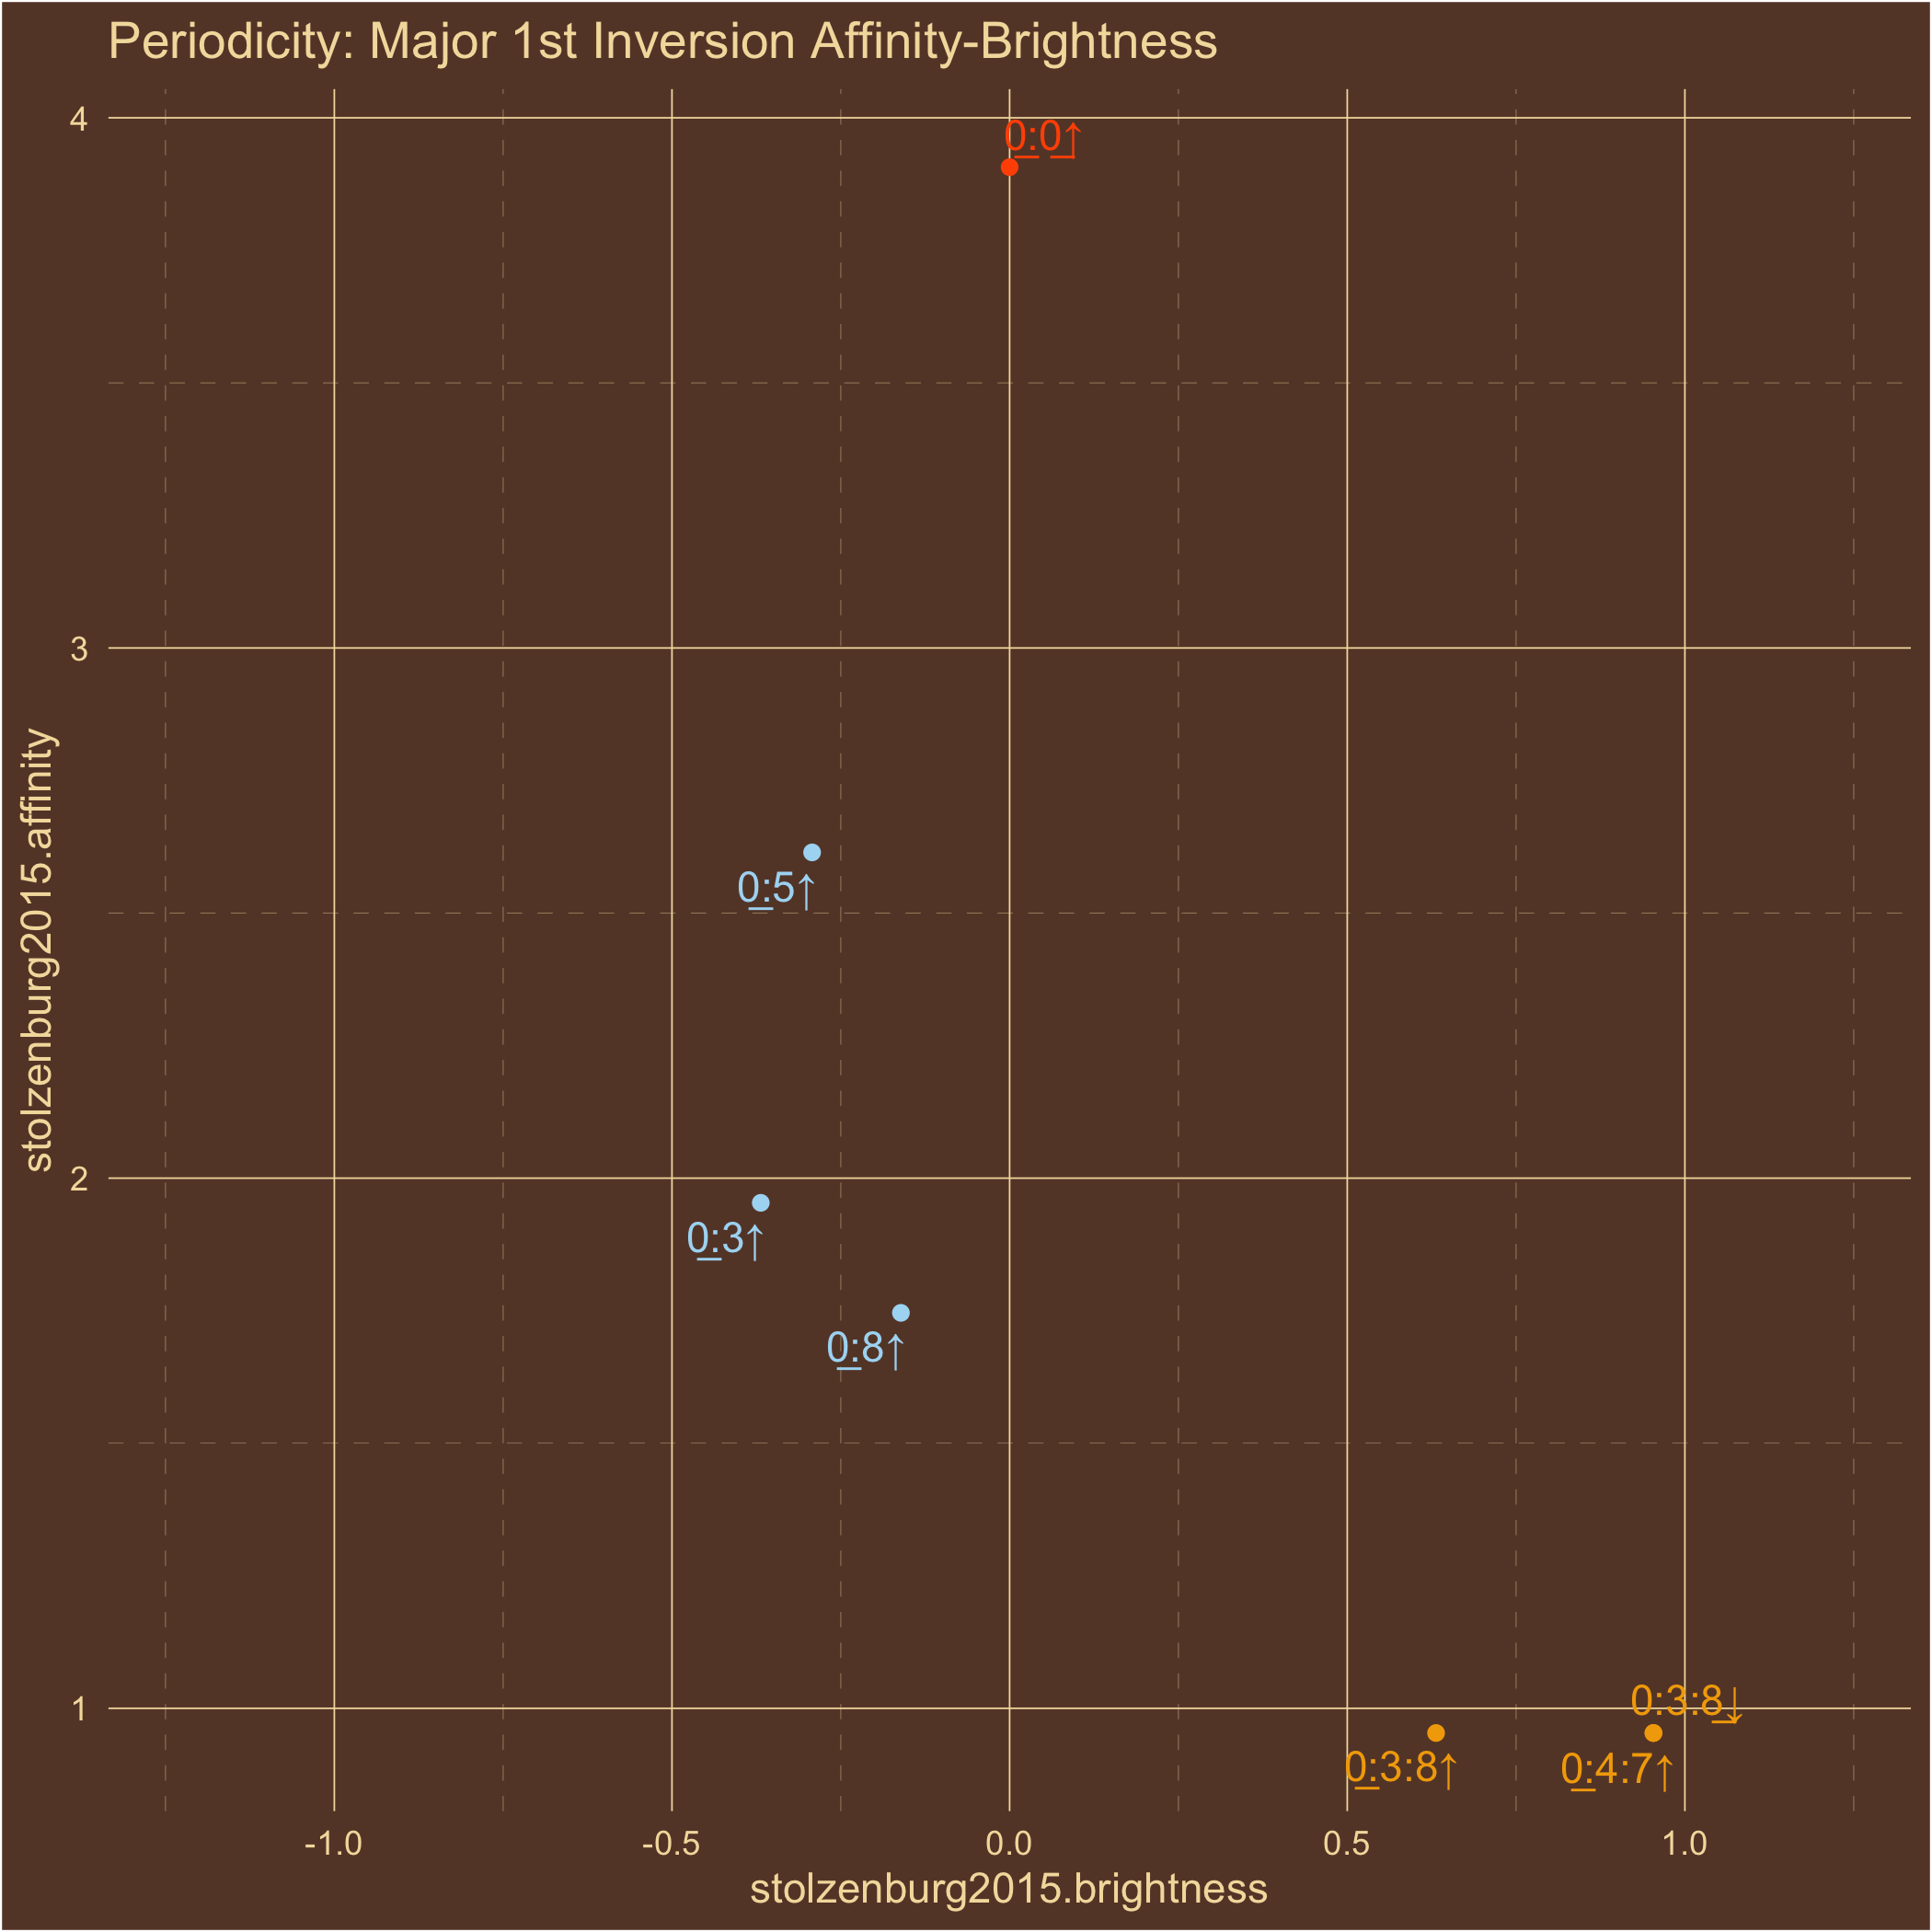 Periodicity: Major 1st Inversion Affinity-Brightness
4
0:0↑
3
0:5↑
stolzenburg2015.affinity
2
0:3↑
0:8↑
1
0:3:8↓
0:3:8↑
0:4:7↑
-1.0 -0.5 0.0 0.5 1.0
stolzenburg2015.brightness